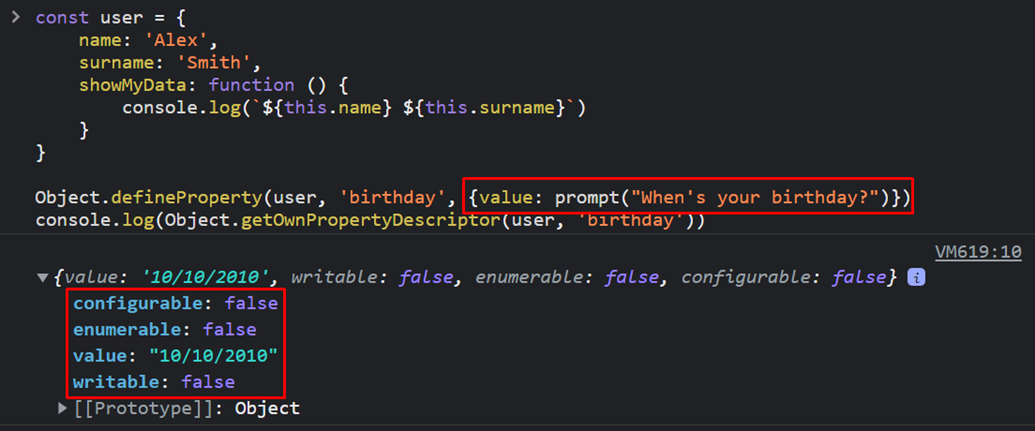 const user = {
name: 'Alex',
surname: 'Smith',
showMyData: function () {
console.log(`${this.name} ${this.surname}`)
}
}
Object.defineProperty(user, 'birthday', {value: prompt("When's your birthday?")})
console.log(Object.getOwnPropertyDescriptor(user, 'birthday'))
VM619:10
{value: '10/10/2010', writable: false, enumerable: false, configurable: false}
configurable: false
enumerable: false
value: "10/10/2010"
writable: false
[[Prototype]]: Object